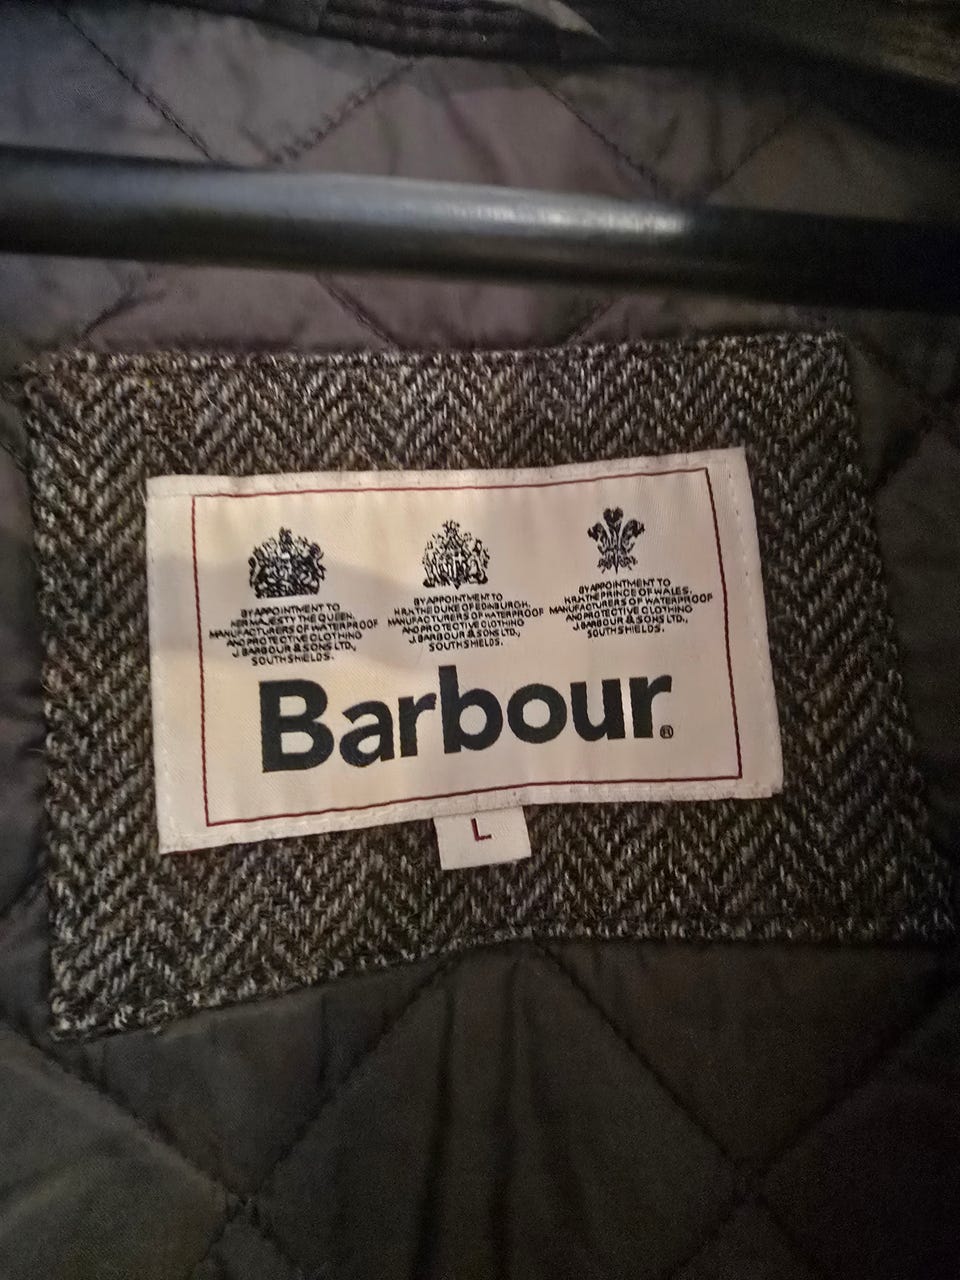 BY APPOINTMENT TO
HER MAJESTY THE QUEEN,
MANUFACTURERS OF WATERPROOF
AND PROTECTIVE CLOTHING
J. BARBOUR & SONS LTD.,
SOUTH SHIELDS.
BY APPOINTMENT TO
H.R.H. THE DUKE OF EDINBURGH,
MANUFACTURERS OF WATERPROOF
AND PROTECTIVE CLOTHING
J. BARBOUR & SONS LTD.,
SOUTH SHIELDS.
BY APPOINTMENT TO
H.R.H. THE PRINCE OF WALES,
MANUFACTURERS OF WATERPROOF
AND PROTECTIVE CLOTHING
J. BARBOUR & SONS LTD.,
SOUTH SHIELDS.
Barbour®
L